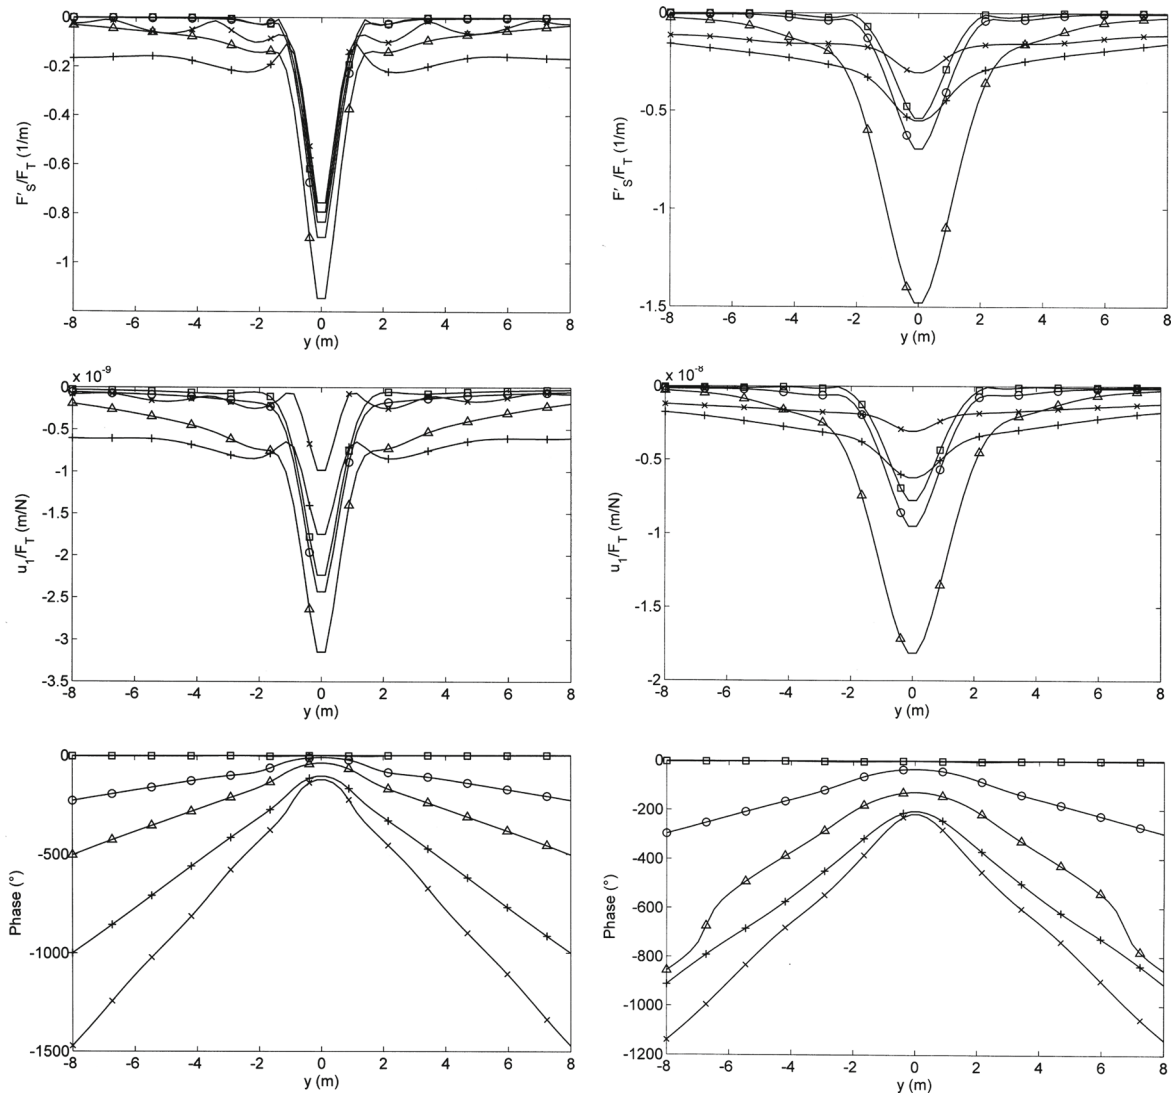 0
-0.2
-0.4
-0.6
-0.8
-1
F'S/FT (1/m)
-8 -6 -4 -2 0 2 4 6 8
y (m)
0
-0.5
-1
-1.5
F'S/FT (1/m)
-8 -6 -4 -2 0 2 4 6 8
y (m)
x 10-9
0
-0.5
-1
-1.5
-2
-2.5
-3
-3.5
u1/FT (m/N)
-8 -6 -4 -2 0 2 4 6 8
y (m)
x 10-8
0
-0.5
-1
-1.5
-2
u1/FT (m/N)
-8 -6 -4 -2 0 2 4 6 8
y (m)
0
-500
-1000
-1500
Phase (°)
-8 -6 -4 -2 0 2 4 6 8
y (m)
0
-200
-400
-600
-800
-1000
-1200
Phase (°)
-8 -6 -4 -2 0 2 4 6 8
y (m)